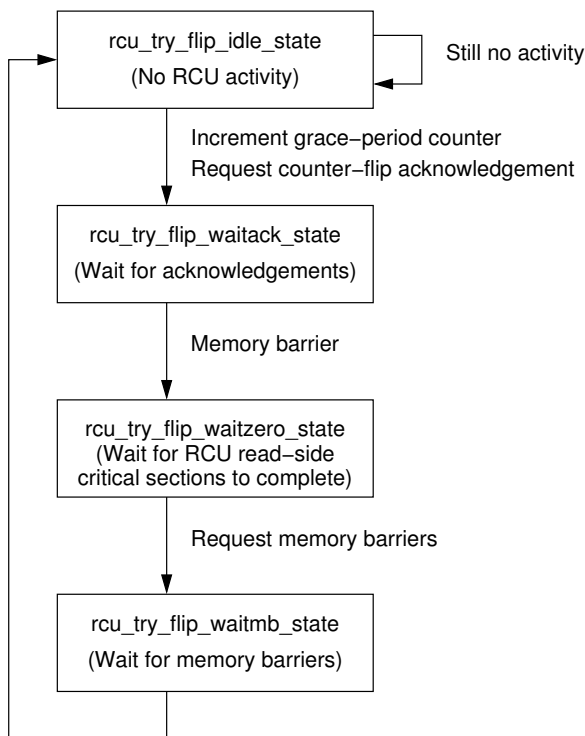 rcu_try_flip_idle_state
(No RCU activity)
Still no activity
Increment grace−period counter
Request counter−flip acknowledgement
rcu_try_flip_waitack_state
(Wait for acknowledgements)
Memory barrier
rcu_try_flip_waitzero_state
(Wait for RCU read−side
critical sections to complete)
Request memory barriers
rcu_try_flip_waitmb_state
(Wait for memory barriers)